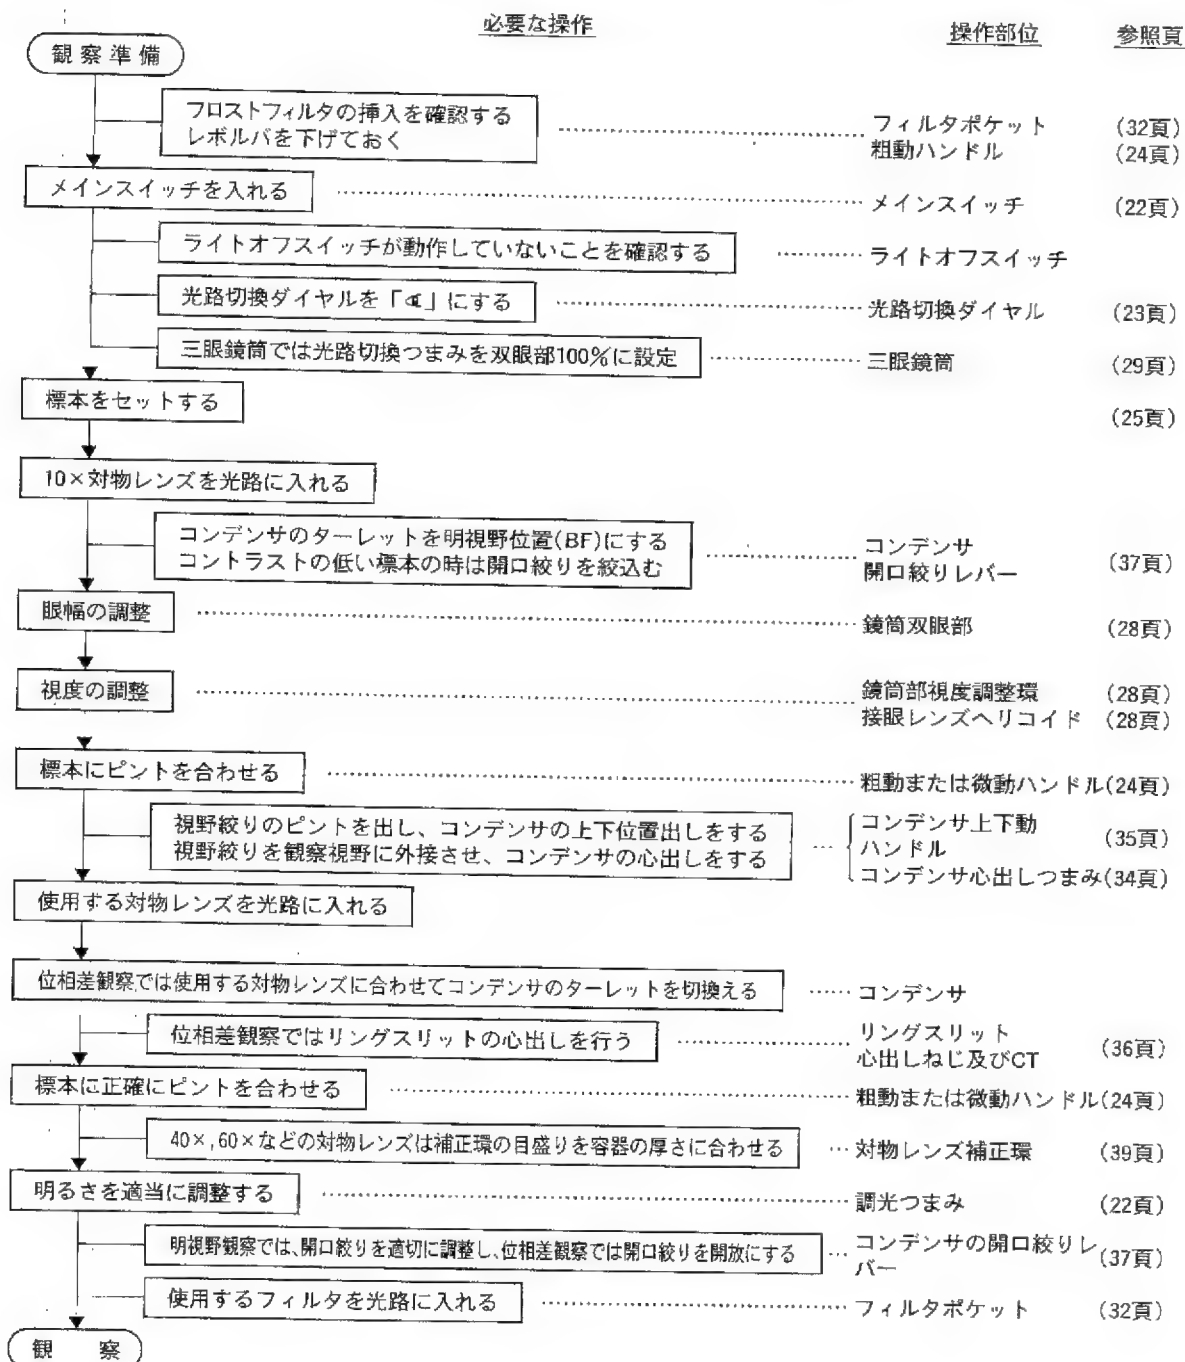 必要な操作 操作部位 参照頁
観察準備
フロストフィルタの挿入を確認する
レボルバを下げておく
フィルタポケット (32頁)
粗動ハンドル (24頁)
メインスイッチを入れる メインスイッチ (22頁)
ライトオフスイッチが動作していないことを確認する ライトオフスイッチ
光路切換ダイヤルを「」にする 光路切換ダイヤル (23頁)
三眼鏡筒では光路切換つまみを双眼部100%に設定 三眼鏡筒 (29頁)
標本をセットする (25頁)
10×対物レンズを光路に入れる
コンデンサのターレットを明視野位置(BF)にする
コントラストの低い標本の時は開口絞りを絞込む
コンデンサ
開口絞りレバー (37頁)
眼幅の調整 鏡筒双眼部 (28頁)
視度の調整 鏡筒部視度調整環 (28頁)
接眼レンズヘリコイド (28頁)
標本にピントを合わせる 粗動または微動ハンドル(24頁)
視野絞りのピントを出し、コンデンサの上下位置出しをする
視野絞りを観察視野に外接させ、コンデンサの心出しをする
コンデンサ上下動
ハンドル (35頁)
コンデンサ心出しつまみ(34頁)
使用する対物レンズを光路に入れる
位相差観察では使用する対物レンズに合わせてコンデンサのターレットを切換える コンデンサ
位相差観察ではリングスリットの心出しを行う リングスリット
心出しねじ及びCT (36頁)
標本に正確にピントを合わせる 粗動または微動ハンドル(24頁)
40×,60×などの対物レンズは補正環の目盛りを容器の厚さに合わせる 対物レンズ補正環 (39頁)
明るさを適当に調整する 調光つまみ (22頁)
明視野観察では、開口絞りを適切に調整し、位相差観察では開口絞りを開放にする コンデンサの開口絞りレ
バー (37頁)
使用するフィルタを光路に入れる フィルタポケット (32頁)
観 察